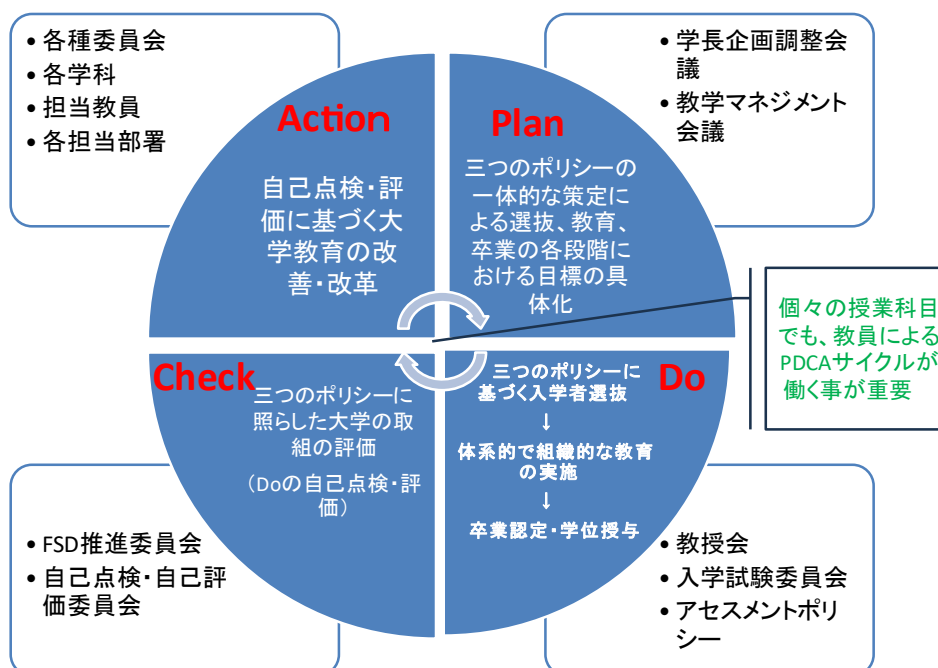 • 各種委員会
• 各学科
• 担当教員
• 各担当部署
Action
自己点検・評
価に基づく大
学教育の改
善・改革
• 学長企画調整会
議
• 教学マネジメント
会議
Plan
三つのポリシーの
一体的な策定に
よる選抜、教育、
卒業の各段階に
おける目標の具
体化
個々の授業科目
でも、教員による
PDCAサイクルが
働く事が重要
Check
三つのポリシーに
照らした大学の取
組の評価
（Doの自己点検・評
価）
• FSD推進委員会
• 自己点検・自己評
価委員会
Do
三つのポリシーに
基づく入学者選抜
↓
体系的で組織的な教育
の実施
↓
卒業認定・学位授与
• 教授会
• 入学試験委員会
• アセスメントポリ
シー